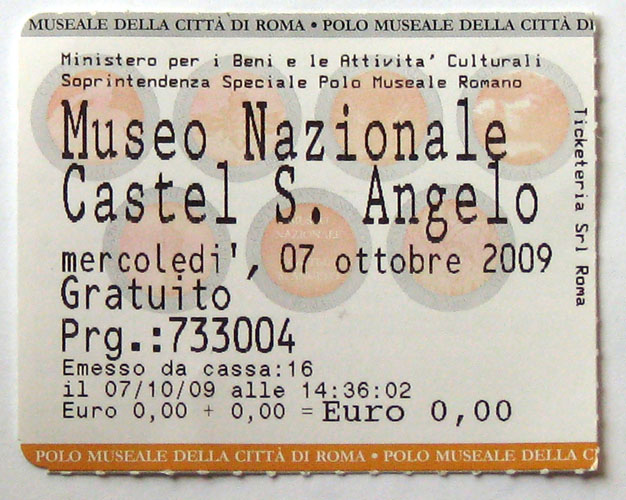 MUSEALE DELLA CITTÀ DI ROMA • POLO MUSEALE DELLA CITTÀ DI
Ministero per i Beni e le Attivita' Culturali
Soprintendenza Speciale Polo Museale Romano
Museo Nazionale
Castel S. Angelo
mercoledi', 07 ottobre 2009
Gratuito
Prg.:733004
Emesso da cassa:16
il 07/10/09 alle 14:36:02
Euro 0,00 + 0,00 = Euro 0,00
Ticketeria Srl Roma
POLO MUSEALE DELLA CITTÀ DI ROMA • POLO MUSEALE DELLA C